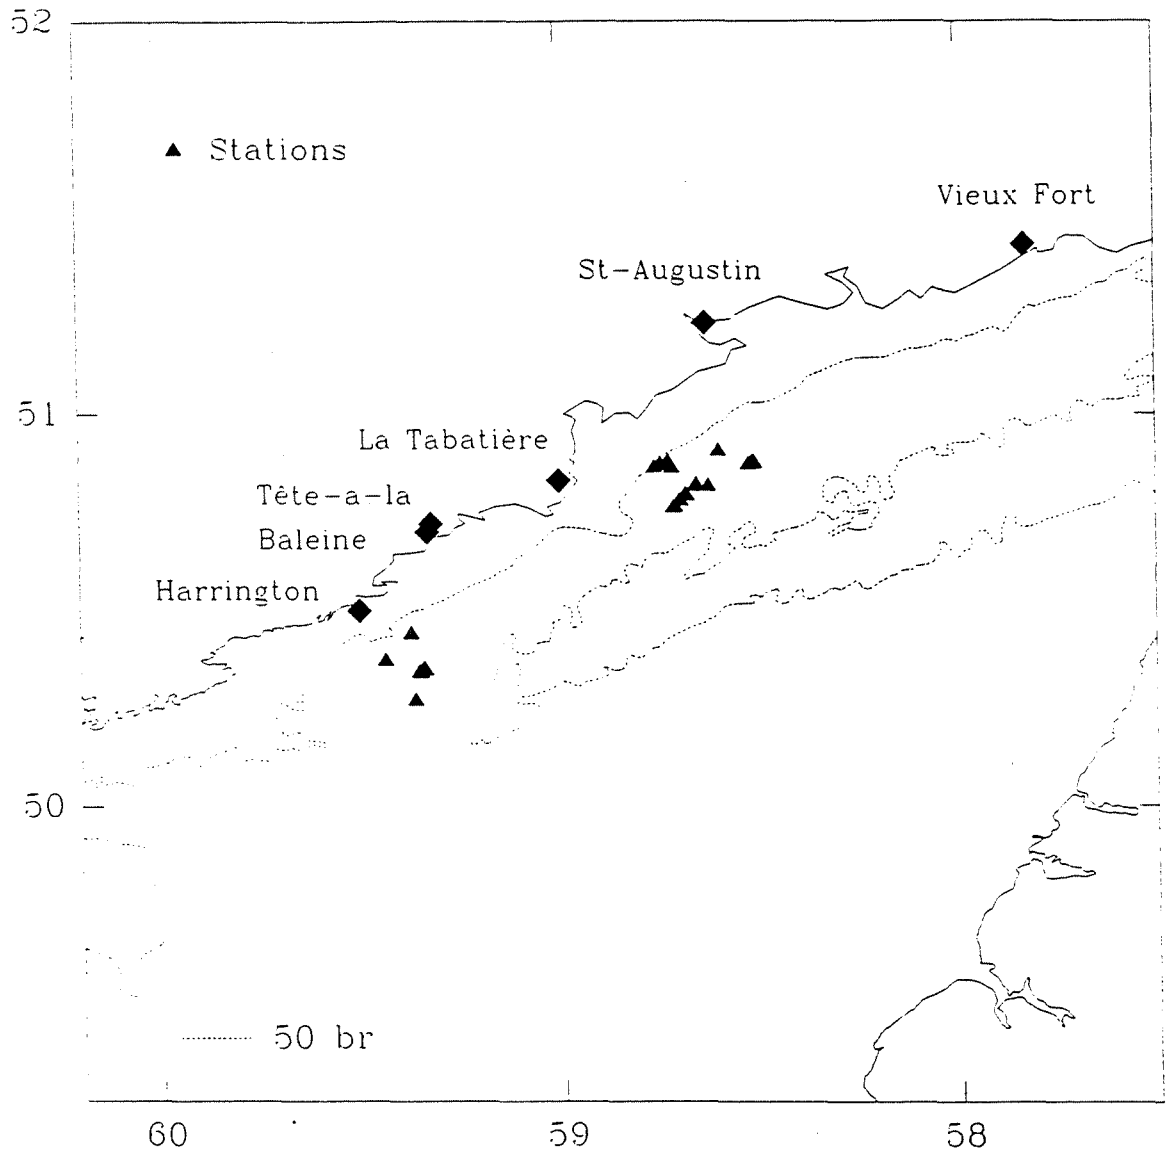 52
Stations
Vieux Fort
St-Augustin
51
La Tabatière
Tête-a-la
Baleine
Harrington
50
50 br
60
59
58